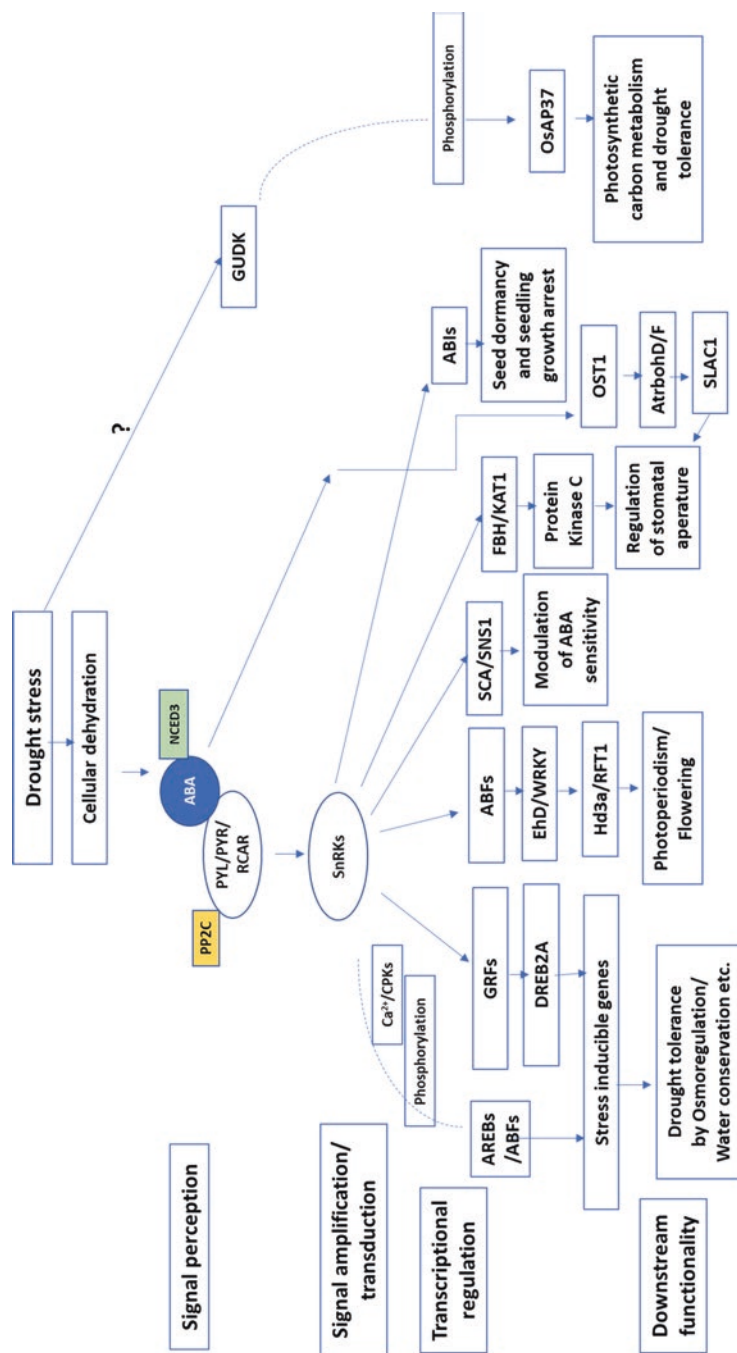 Drought stress
Cellular dehydration
?
Signal perception
NCED3
ABA
PP2C
PYL/PYR/
RCAR
GUDK
Signal amplification/
transduction
SnRKs
Ca²⁺/CPKs
Phosphorylation
Phosphorylation
Transcriptional
regulation
AREBs
/ABFs
GRFs
DREB2A
Stress inducible genes
ABFs
EhD/WRKY
Hd3a/RFT1
SCA/SNS1
Modulation
of ABA
sensitivity
FBH/KAT1
Protein
Kinase C
Regulation
of stomatal
aperature
ABIs
Seed dormancy
and seedling
growth arrest
OST1
AtrbohD/F
SLAC1
OsAP37
Photosynthetic
carbon metabolism
and drought
tolerance
Downstream
functionality
Drought tolerance
by Osmoregulation/
Water conservation etc.
Photoperiodism/
Flowering